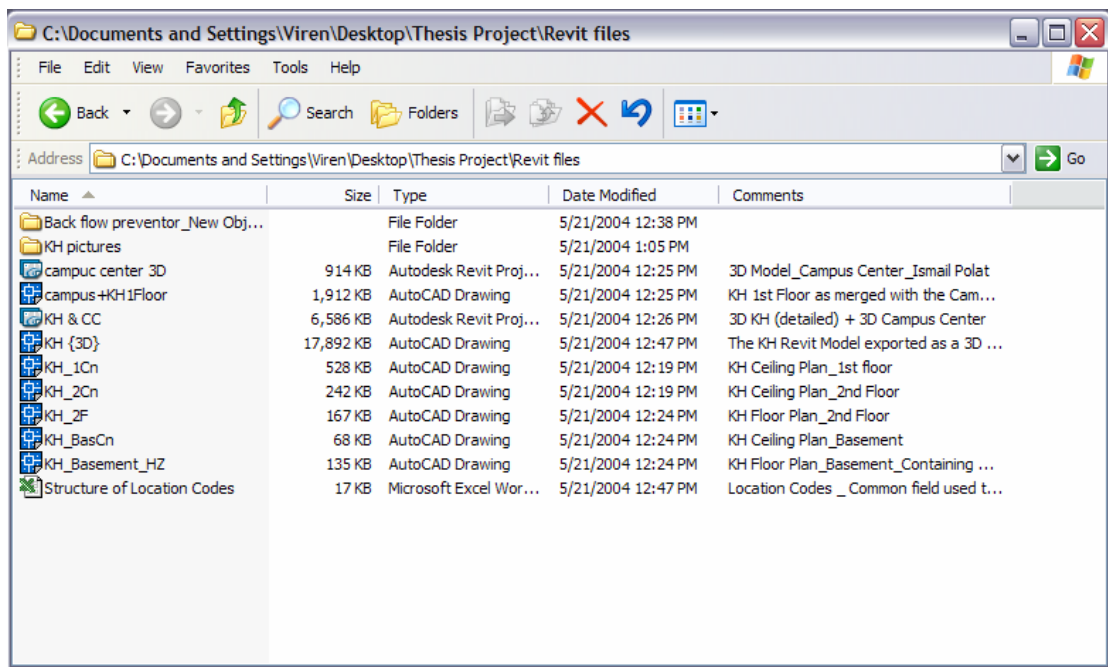 C:\Documents and Settings\Viren\Desktop\Thesis Project\Revit files
File Edit View Favorites Tools Help
Back Search Folders
Address C:\Documents and Settings\Viren\Desktop\Thesis Project\Revit files Go
Name Size Type Date Modified Comments
Back flow preventor_New Obj... File Folder 5/21/2004 12:38 PM
KH pictures File Folder 5/21/2004 1:05 PM
campuc center 3D 914 KB Autodesk Revit Proj... 5/21/2004 12:25 PM 3D Model_Campus Center_Ismail Polat
campus+KH1Floor 1,912 KB AutoCAD Drawing 5/21/2004 12:25 PM KH 1st Floor as merged with the Cam...
KH & CC 6,586 KB Autodesk Revit Proj... 5/21/2004 12:26 PM 3D KH (detailed) + 3D Campus Center
KH {3D} 17,892 KB AutoCAD Drawing 5/21/2004 12:47 PM The KH Revit Model exported as a 3D ...
KH_1Cn 528 KB AutoCAD Drawing 5/21/2004 12:19 PM KH Ceiling Plan_1st floor
KH_2Cn 242 KB AutoCAD Drawing 5/21/2004 12:19 PM KH Ceiling Plan_2nd Floor
KH_2F 167 KB AutoCAD Drawing 5/21/2004 12:24 PM KH Floor Plan_2nd Floor
KH_BasCn 68 KB AutoCAD Drawing 5/21/2004 12:24 PM KH Ceiling Plan_Basement
KH_Basement_HZ 135 KB AutoCAD Drawing 5/21/2004 12:24 PM KH Floor Plan_Basement_Containing ...
Structure of Location Codes 17 KB Microsoft Excel Wor... 5/21/2004 12:47 PM Location Codes _ Common field used t...